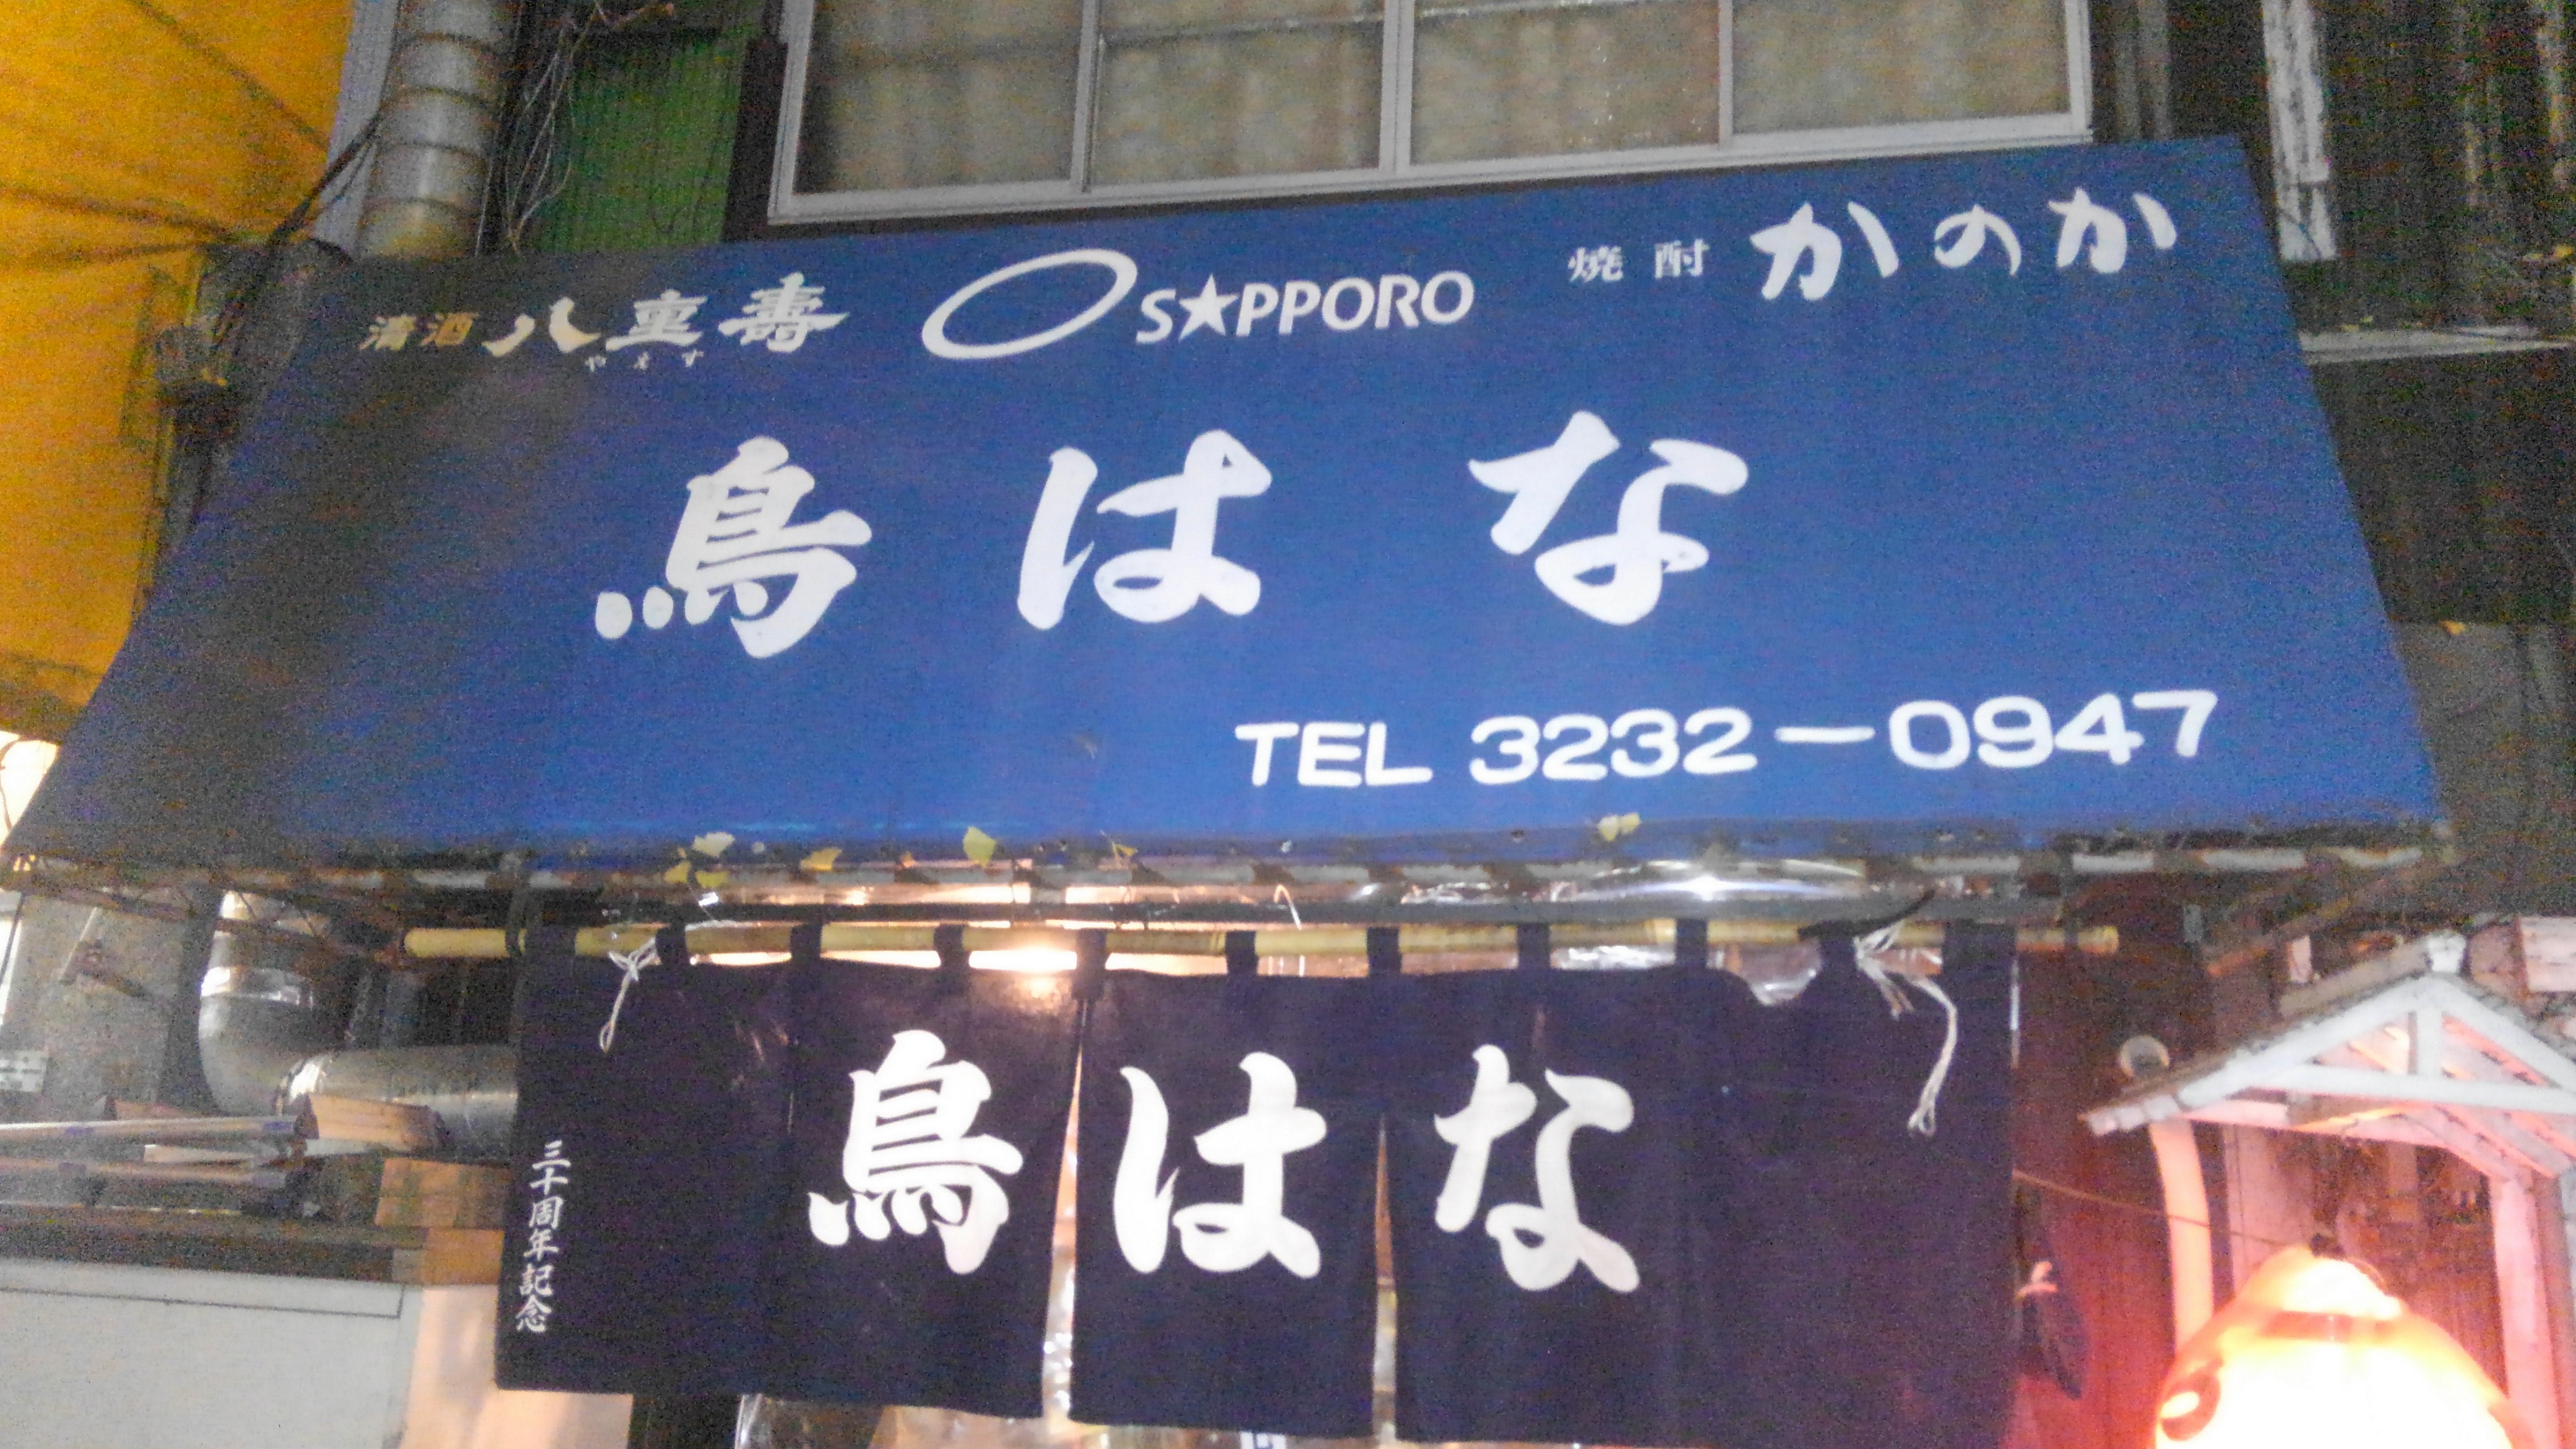 清酒 八重寿 SAPPORO 焼酎 かのか
やえす
鳥はな
TEL 3232-0947
鳥はな
三十周年記念